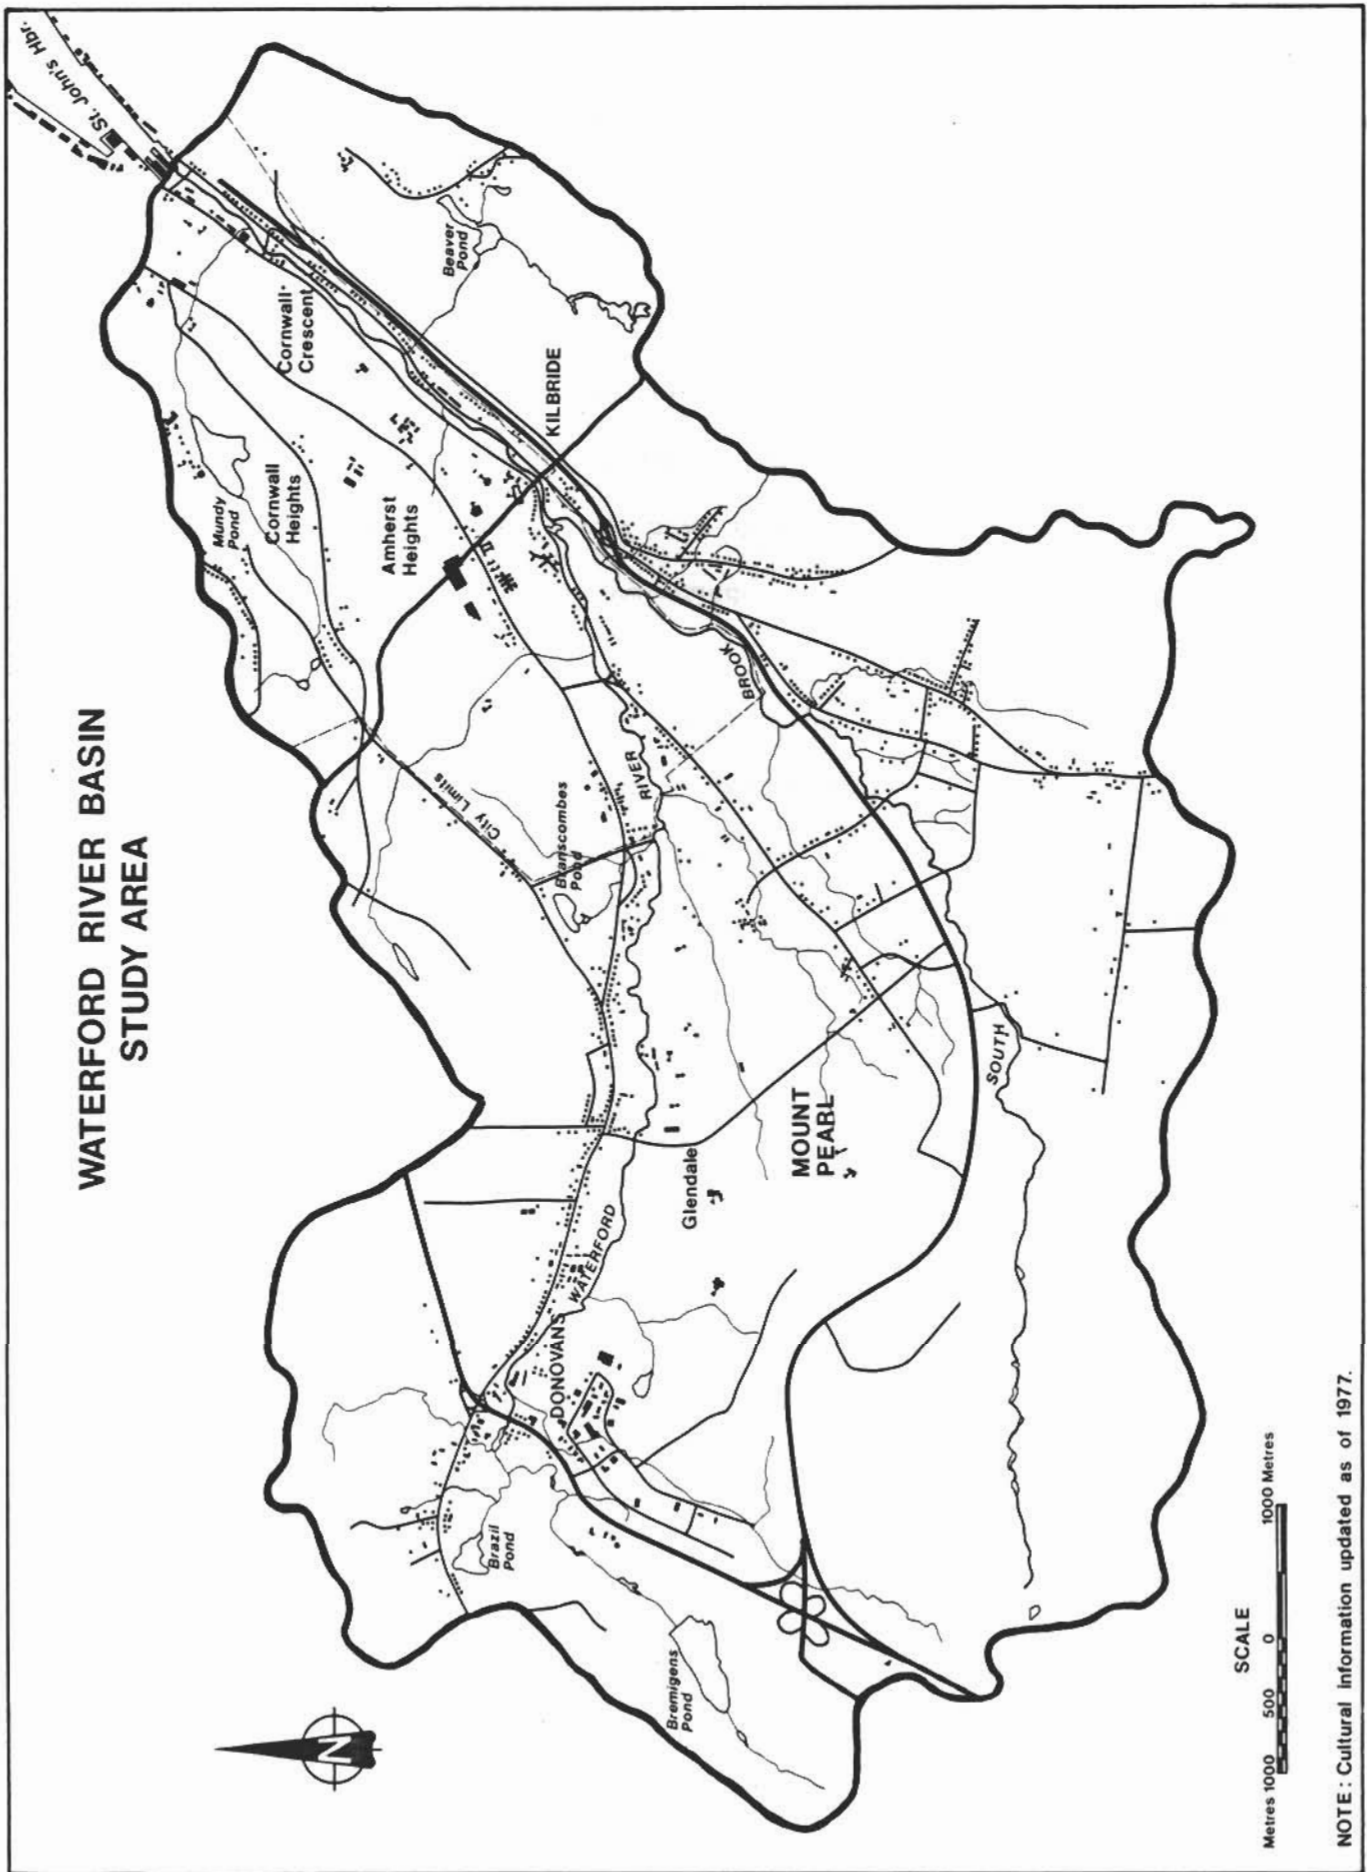 WATERFORD RIVER BASIN
STUDY AREA
St. John's Hbr.
Cornwall
Crescent
Beaver
Pond
KILBRIDE
Mundy
Pond
Cornwall
Heights
Amherst
Heights
City Limits
Branscombes
Pond
RIVER
BROOK
MOUNT
PEARL
SOUTH
Glendale
WATERFORD
DONOVANS
Brazil
Pond
Bremigens
Pond
N
SCALE
Metres 1000 500 0 1000 Metres
NOTE: Cultural information updated as of 1977.